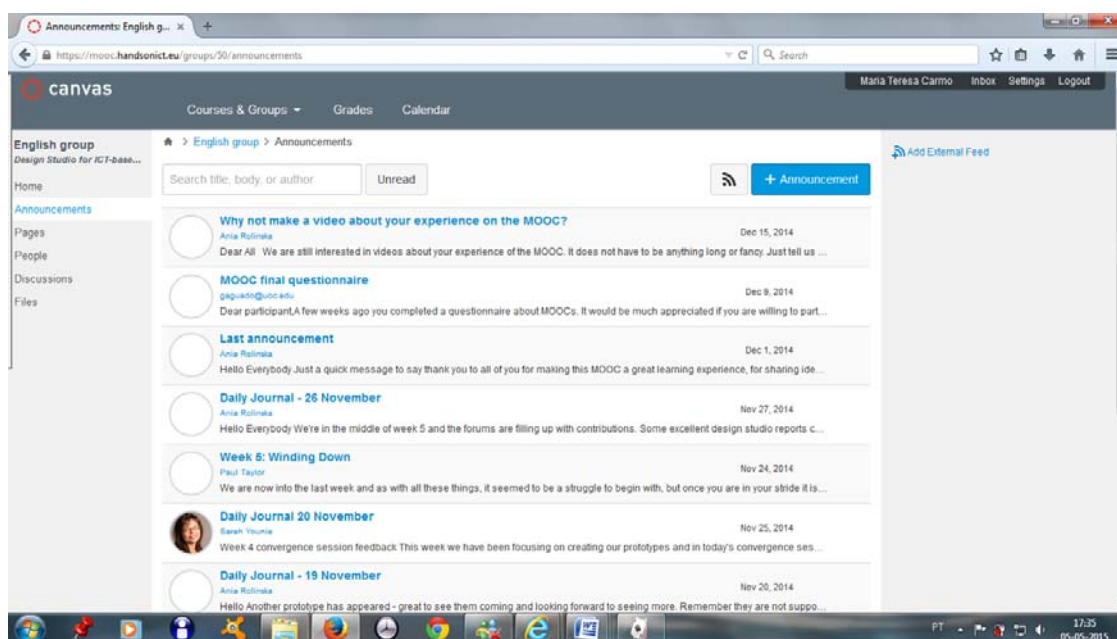 Announcements: English g...
https://mooc.handsonict.eu/groups/50/announcements
Search
canvas
Maria Teresa Carmo Inbox Settings Logout
Courses & Groups Grades Calendar
English group
Design Studio for ICT-base...
Home
Announcements
Pages
People
Discussions
Files
> English group > Announcements
Search title, body, or author
Unread
+ Announcement
Add External Feed
Why not make a video about your experience on the MOOC?
Ania Rolinska
Dec 15, 2014
Dear All We are still interested in videos about your experience of the MOOC. It does not have to be anything long or fancy. Just tell us ...
MOOC final questionnaire
gaguado@uoc.edu
Dec 9, 2014
Dear participant,A few weeks ago you completed a questionnaire about MOOCs. It would be much appreciated if you are willing to part...
Last announcement
Ania Rolinska
Dec 1, 2014
Hello Everybody Just a quick message to say thank you to all of you for making this MOOC a great learning experience, for sharing ide...
Daily Journal - 26 November
Ania Rolinska
Nov 27, 2014
Hello Everybody We're in the middle of week 5 and the forums are filling up with contributions. Some excellent design studio reports c...
Week 5: Winding Down
Paul Taylor
Nov 24, 2014
We are now into the last week and as with all these things, it seemed to be a struggle to begin with, but once you are in your stride it is...
Daily Journal 20 November
Sarah Younie
Nov 25, 2014
Week 4 convergence session feedback This week we have been focusing on creating our prototypes and in today's convergence ses...
Daily Journal - 19 November
Ania Rolinska
Nov 20, 2014
Hello Another prototype has appeared - great to see them coming and looking forward to seeing more. Remember they are not suppo...
PT
17:35